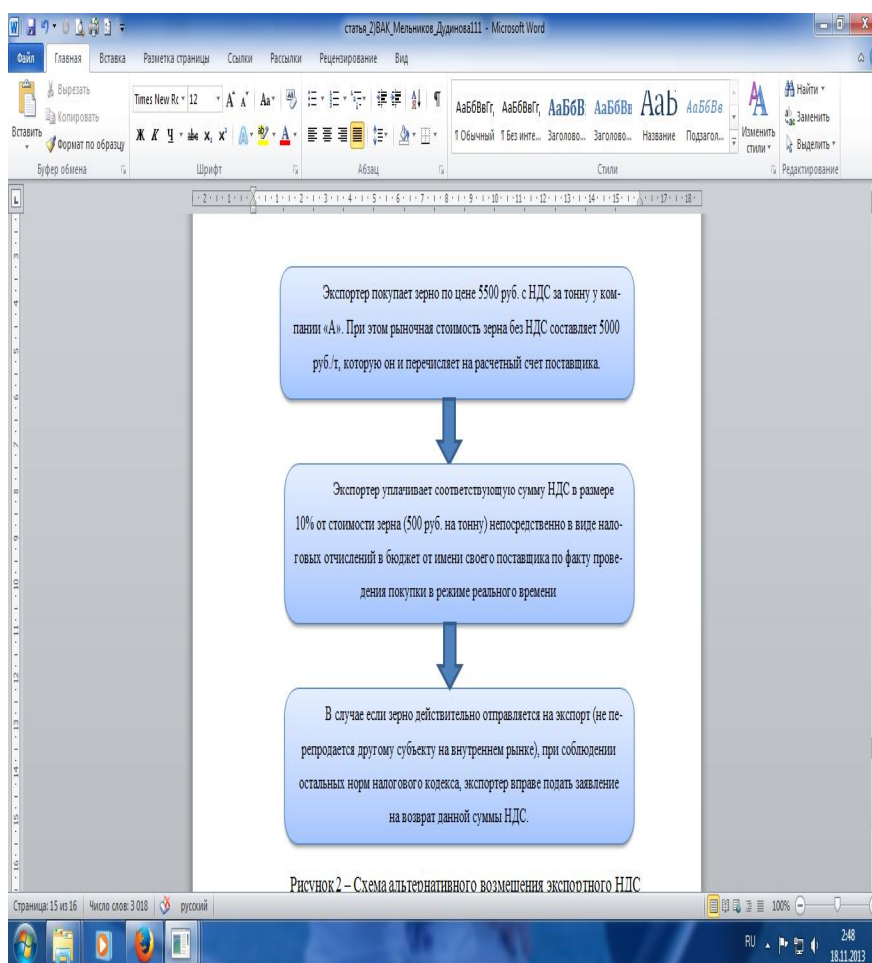 статья_2)ВАК_Мельников_Дудинова111 - Microsoft Word
Файл Главная Вставка Разметка страницы Ссылки Рассылки Рецензирование Вид
Вставить
Вырезать
Копировать
Формат по образцу
Буфер обмена
Times New Rc 12
Ж К Ч abc x, x²
Шрифт
Абзац
АаБбВвГг, АаБбВвГг, АаБбВ АаБбВв Aab АаБбВв
¶ Обычный ¶ Без инте... Заголово... Заголово... Название Подзагол...
Изменить стили
Стили
Найти
Заменить
Выделить
Редактирование
Экспортер покупает зерно по цене 5500 руб. с НДС за тонну у ком-
пании «А». При этом рыночная стоимость зерна без НДС составляет 5000
руб./т, которую он и перечисляет на расчетный счет поставщика.
Экспортер уплачивает соответствующую сумму НДС в размере
10% от стоимости зерна (500 руб. на тонну) непосредственно в виде нало-
говых отчислений в бюджет от имени своего поставщика по факту прове-
дения покупки в режиме реального времени
В случае если зерно действительно отправляется на экспорт (не пе-
репродается другому субъекту на внутреннем рынке), при соблюдении
остальных норм налогового кодекса, экспортер вправе подать заявление
на возврат данной суммы НДС.
Рисунок 2 – Схема альтернативного возмещения экспортного НДС
Страница: 15 из 16 Число слов: 3 018 русский 100%
RU 2:48
18.11.2013